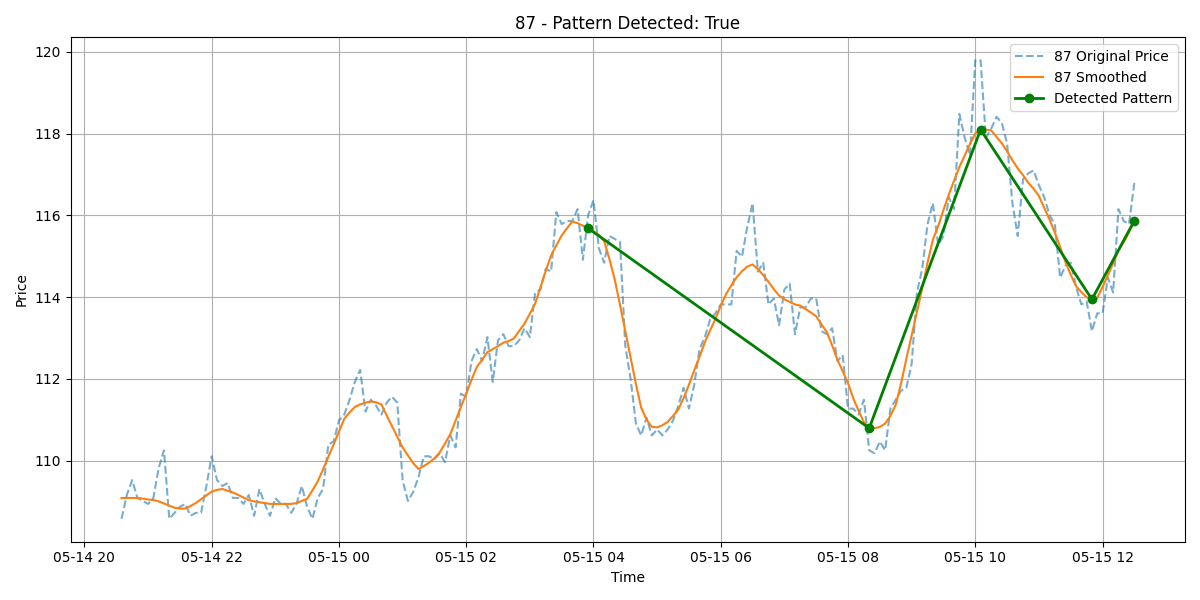 87 - Pattern Detected: True
87 Original Price
87 Smoothed
Detected Pattern
Price
120
118
116
114
112
110
05-14 20 05-14 22 05-15 00 05-15 02 05-15 04 05-15 06 05-15 08 05-15 10 05-15 12
Time